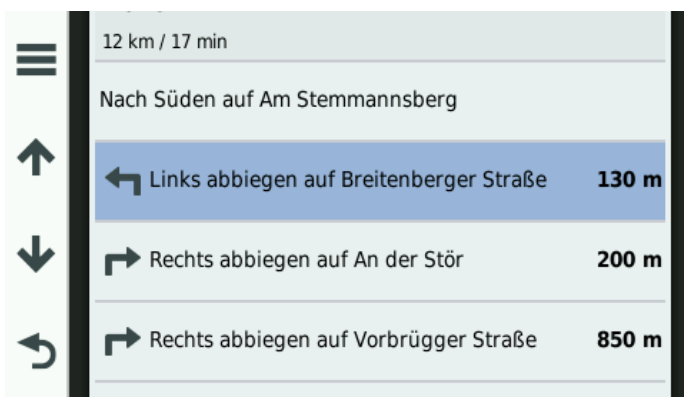 12 km / 17 min
Nach Süden auf Am Stemmannsberg
Links abbiegen auf Breitenberger Straße 130 m
Rechts abbiegen auf An der Stör 200 m
Rechts abbiegen auf Vorbrügger Straße 850 m